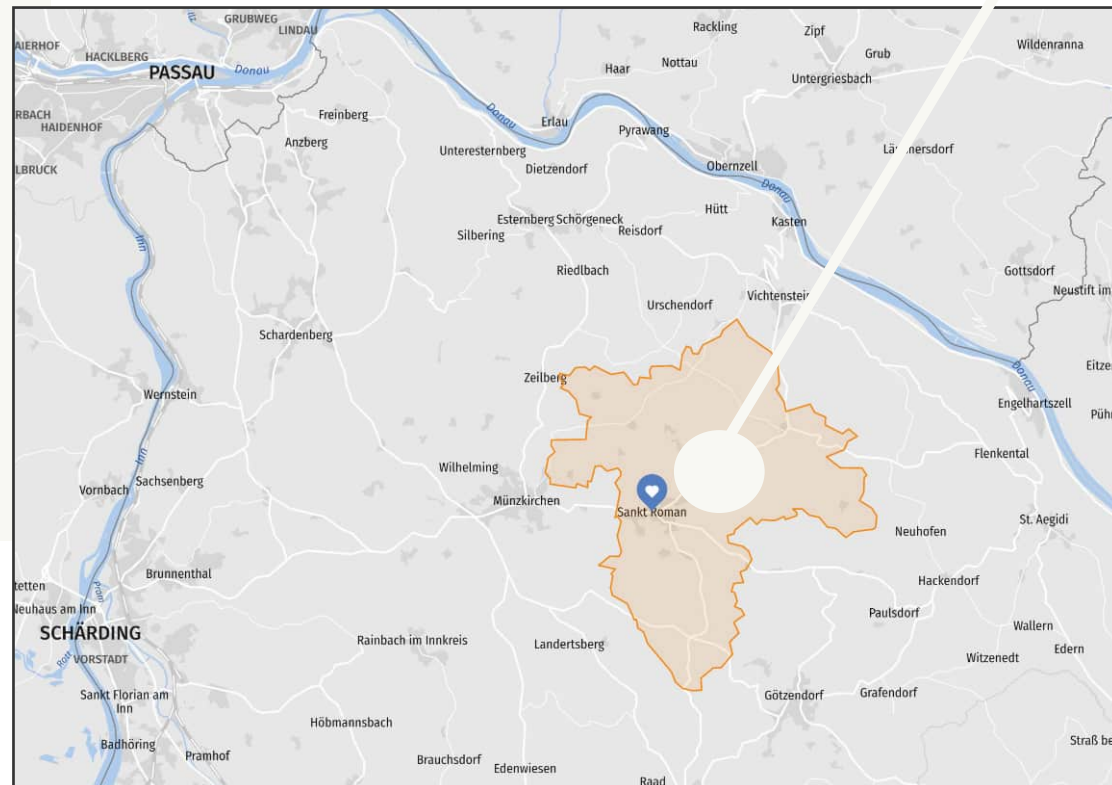 GRUBWEG
LINDAU
Rackling
Zipf
Wildenranna
AIERHOF
HACKLBERG
Nottau
Grub
PASSAU
Donau
Haar
Untergriesbach
RBACH
HAIDENHOF
Freinberg
Donau
Erlau
Pyrawang
Anzberg
Unteresternberg
Obernzell
LBRUCK
Dietzendorf
Donau
Hütt
Kasten
Esternberg
Schörgeneck
Reisdorf
Silbering
Inn
Riedlbach
Gottsdorf
Neustift im
Urschendorf
Vichtenstein
Schardenberg
Donau
Eitze
Zeilberg
Wernstein
Engelhartszell
Püh
Inn
Flenkental
Wilhelming
Sachsenberg
Vornbach
Münzkirchen
Sankt Roman
St. Aegidi
Neuhofen
Brunnenthal
Hackendorf
tetten
Pram
Neuhaus am Inn
Paulsdorf
SCHÄRDING
Rainbach im Innkreis
Landertsberg
Wallern
Rott
VORSTADT
Edern
Witzenedt
Sankt Florian am
Inn
Götzendorf
Grafendorf
Höbmannsbach
Badhöring
Straß be
Pramhof
Brauchsdorf
Edenwiesen
Raad